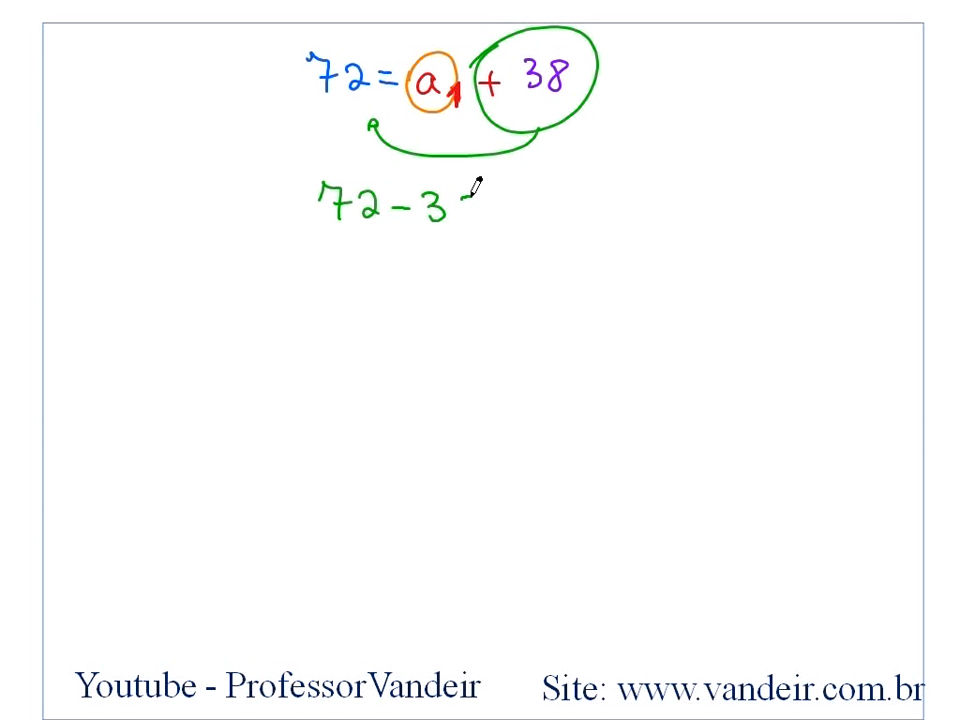 72 = a₁ + 38
72 - 3
Youtube - ProfessorVandeir
Site: www.vandeir.com.br